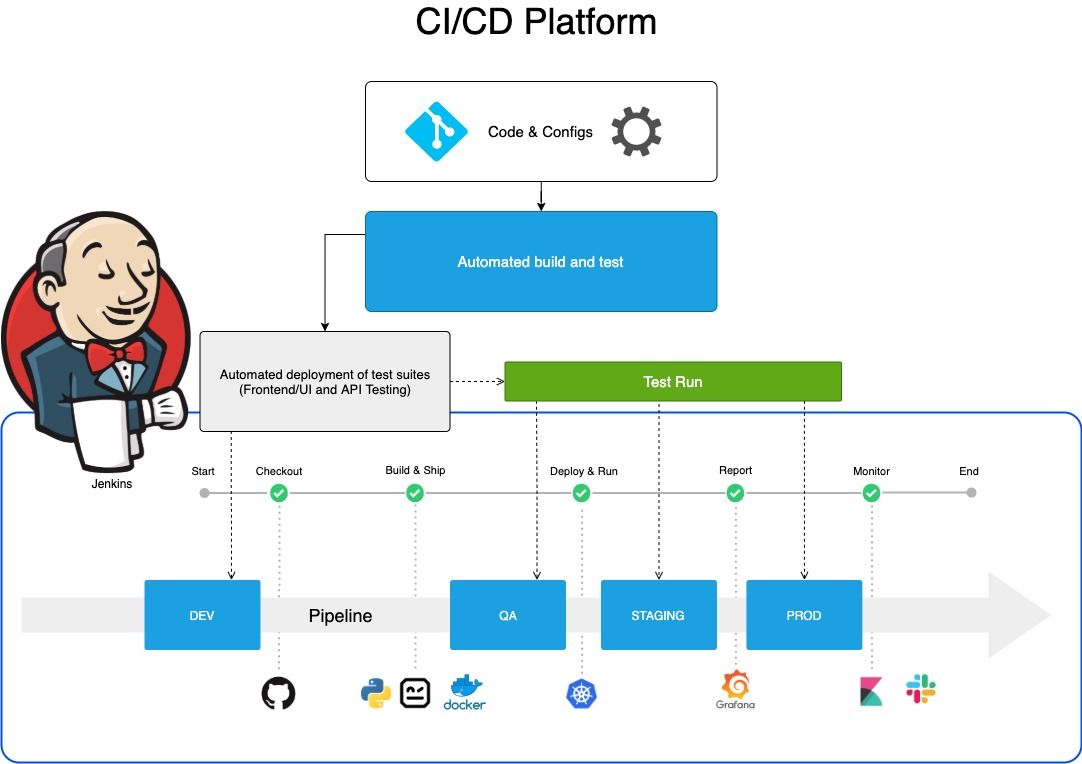 CI/CD Platform
Code & Configs
Automated build and test
Automated deployment of test suites
(Frontend/UI and API Testing)
Test Run
Jenkins
Start
Checkout
Build & Ship
Deploy & Run
Report
Monitor
End
DEV
Pipeline
QA
STAGING
PROD
docker
Grafana